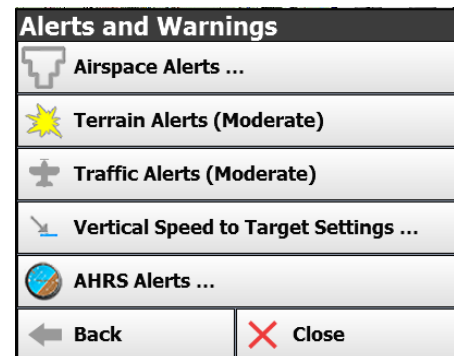 Alerts and Warnings
Airspace Alerts ...
Terrain Alerts (Moderate)
Traffic Alerts (Moderate)
Vertical Speed to Target Settings ...
AHRS Alerts ...
Back
Close